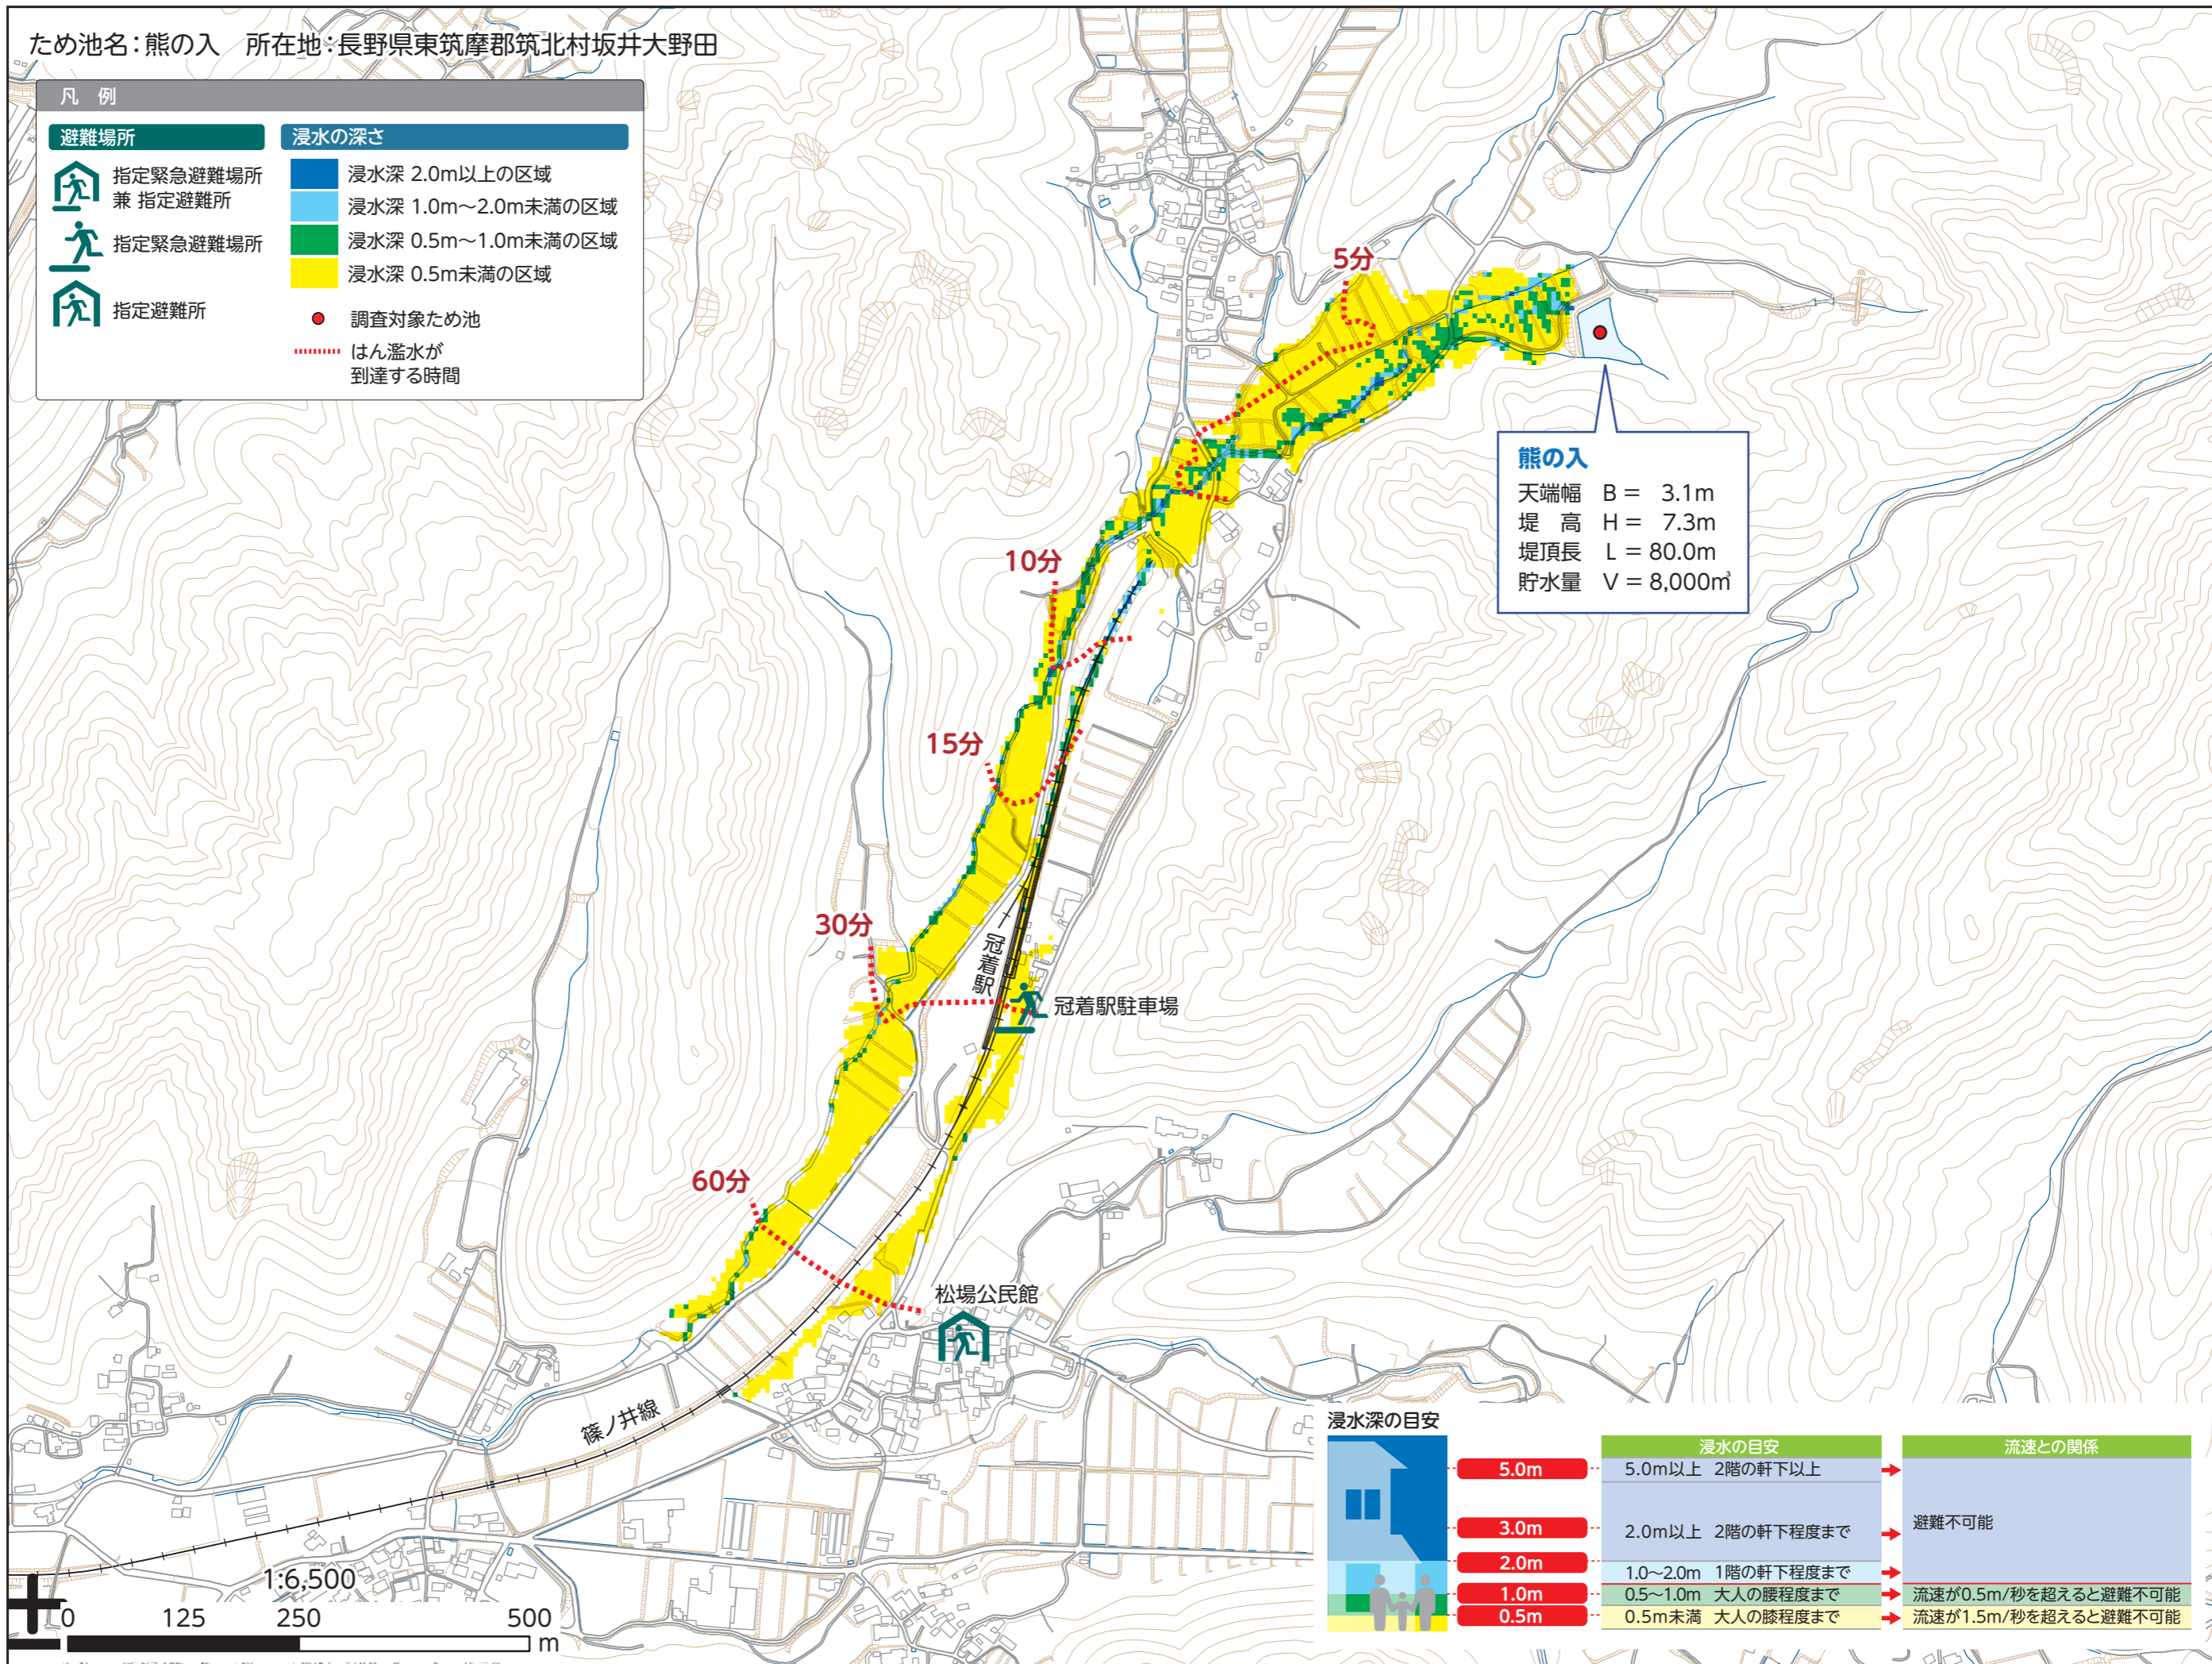 ため池名：熊の入　所在地：長野県東筑摩郡筑北村坂井大野田
凡 例
避難場所
指定緊急避難場所
兼 指定避難所
指定緊急避難場所
指定避難所
浸水の深さ
浸水深 2.0m以上の区域
浸水深 1.0m～2.0m未満の区域
浸水深 0.5m～1.0m未満の区域
浸水深 0.5m未満の区域
調査対象ため池
はん濫水が
到達する時間
5分
熊の入
天端幅　B =　3.1m
堤　高　H =　7.3m
堤頂長　L = 80.0m
貯水量　V = 8,000㎥
10分
15分
30分
冠着駅
冠着駅駐車場
60分
松場公民館
篠ノ井線
1:6,500
0 125 250 500
m
浸水深の目安
5.0m
3.0m
2.0m
1.0m
0.5m
浸水の目安
5.0m以上　2階の軒下以上
2.0m以上　2階の軒下程度まで
1.0～2.0m　1階の軒下程度まで
0.5～1.0m　大人の腰程度まで
0.5m未満　大人の膝程度まで
流速との関係
避難不可能
流速が0.5m/秒を超えると避難不可能
流速が1.5m/秒を超えると避難不可能